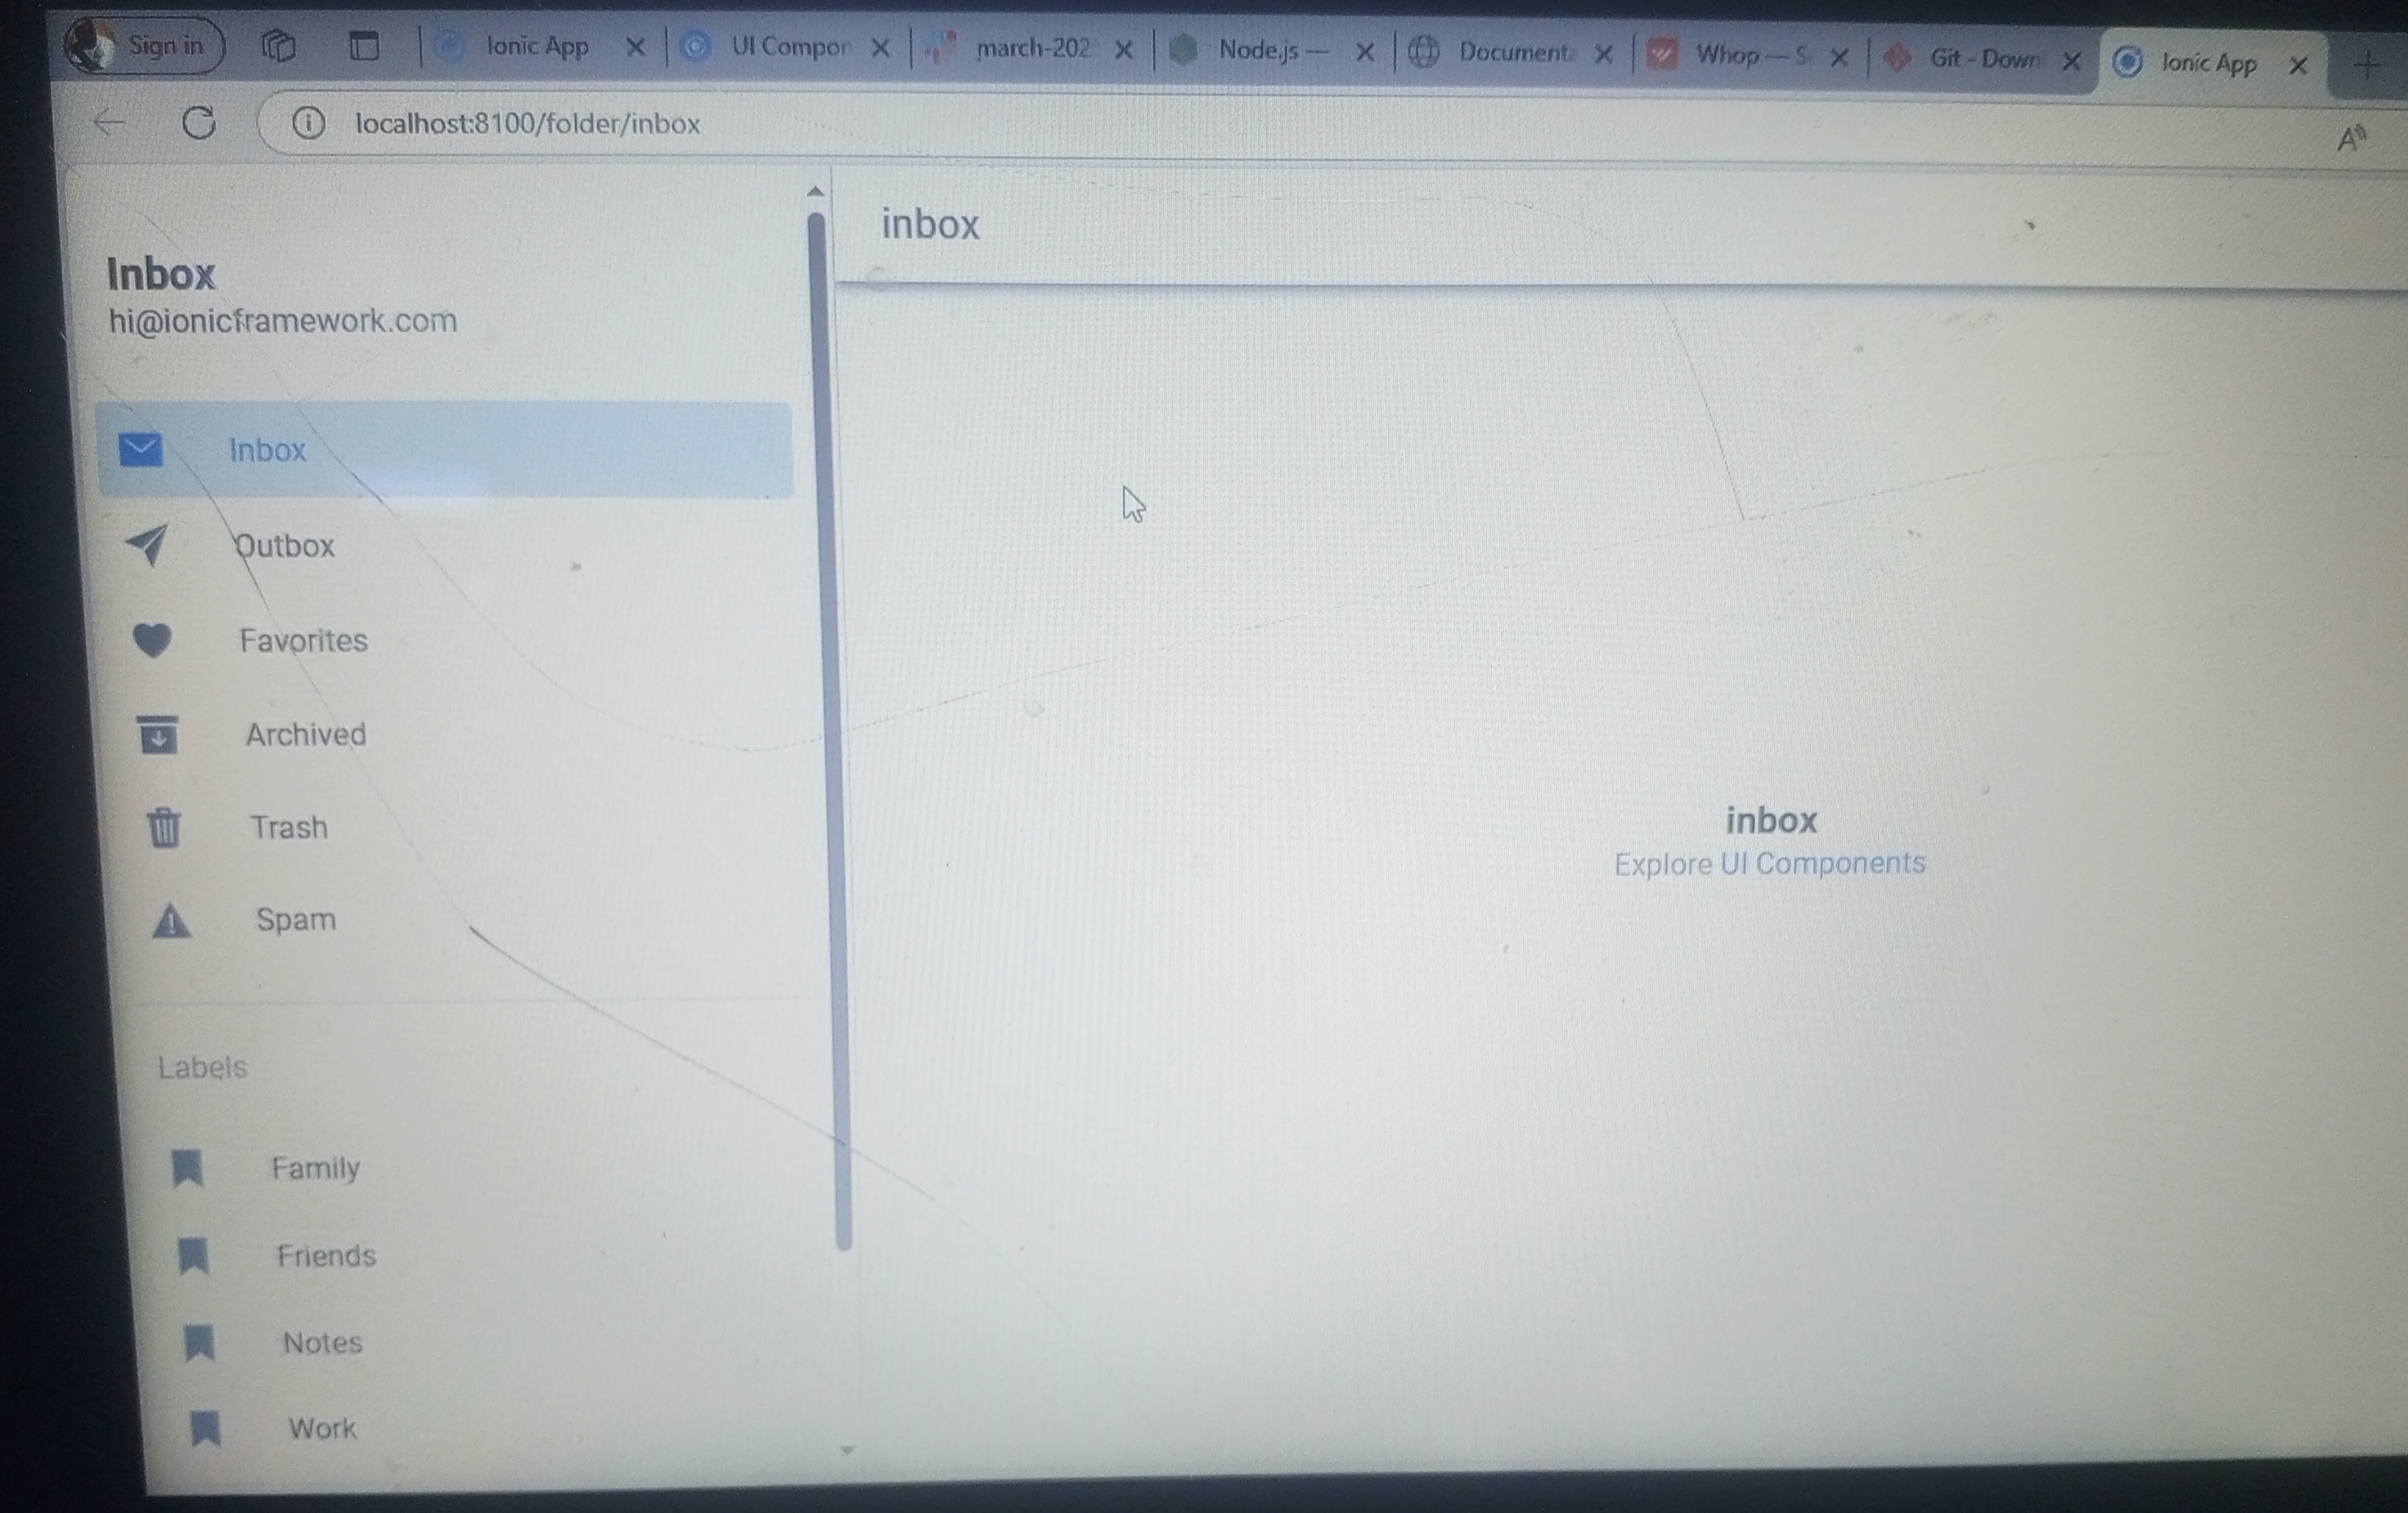 Sign in
Ionic App
UI Compon
march-202
Node.js —
Document
Whop — S
Git - Down
Ionic App
localhost:8100/folder/inbox
A
Inbox
hi@ionicframework.com
Inbox
Outbox
Favorites
Archived
Trash
Spam
Labels
Family
Friends
Notes
Work
inbox
inbox
Explore UI Components